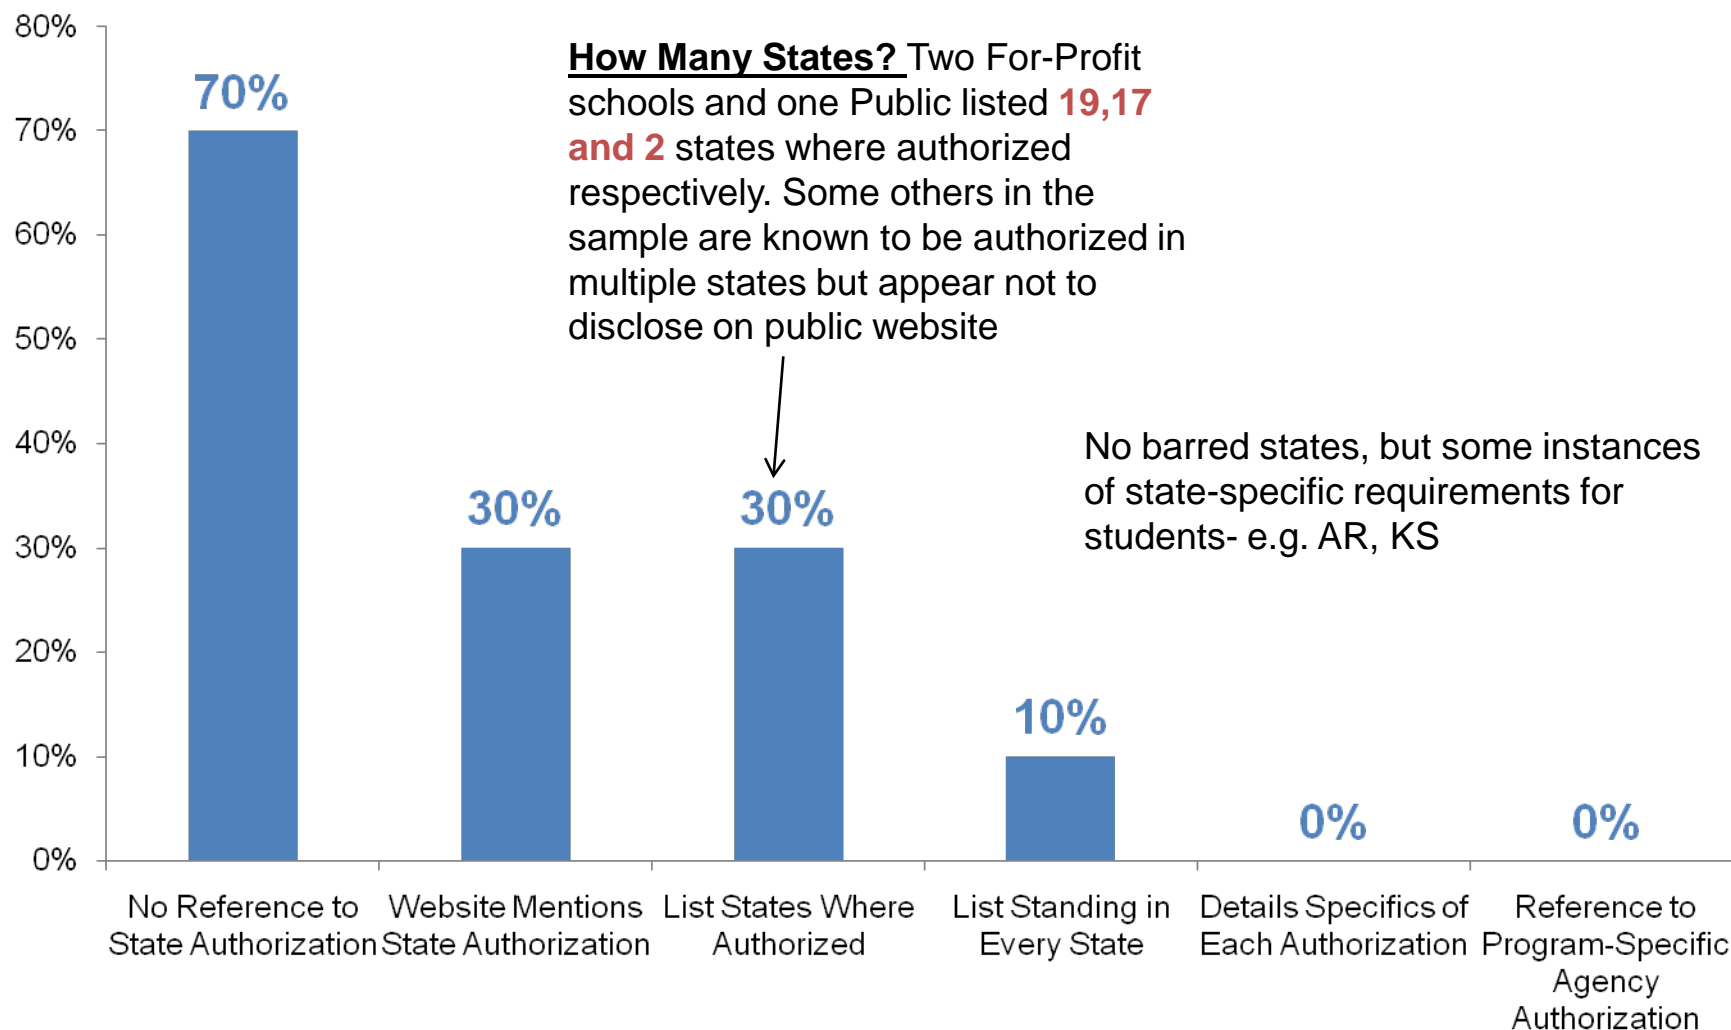 80%
70%
60%
50%
40%
30%
20%
10%
0%
How Many States? Two For-Profit
schools and one Public listed 19,17
and 2 states where authorized
respectively. Some others in the
sample are known to be authorized in
multiple states but appear not to
disclose on public website
No barred states, but some instances
of state-specific requirements for
students- e.g. AR, KS
70%
30%
30%
10%
0%
0%
No Reference to
State Authorization
Website Mentions
State Authorization
List States Where
Authorized
List Standing in
Every State
Details Specifics of
Each Authorization
Reference to
Program-Specific
Agency
Authorization